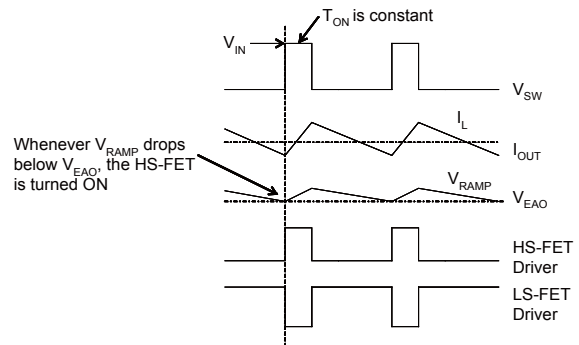 T_ON is constant
V_IN
V_SW
I_L
I_OUT
Whenever V_RAMP drops
below V_EAO, the HS-FET
is turned ON
V_RAMP
V_EAO
HS-FET
Driver
LS-FET
Driver